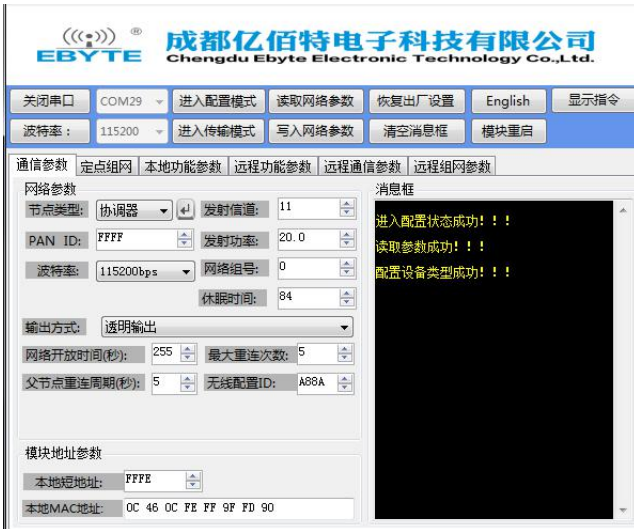 ((( ))) ®
EBYTE
成都亿佰特电子科技有限公司
Chengdu Ebyte Electronic Technology Co.,Ltd.
关闭串口 COM29 进入配置模式 读取网络参数 恢复出厂设置 English 显示指令
波特率： 115200 进入传输模式 写入网络参数 清空消息框 模块重启
通信参数 定点组网 本地功能参数 远程功能参数 远程通信参数 远程组网参数
网络参数
节点类型: 协调器 发射信道: 11
PAN ID: FFFF 发射功率: 20.0
波特率: 115200bps 网络组号: 0
休眠时间: 84
输出方式: 透明输出
网络开放时间(秒): 255 最大重连次数: 5
父节点重连周期(秒): 5 无线配置ID: A88A
模块地址参数
本地短地址: FFFE
本地MAC地址: 0C 46 0C FE FF 9F FD 90
消息框
进入配置状态成功！！！
读取参数成功！！！
配置设备类型成功！！！